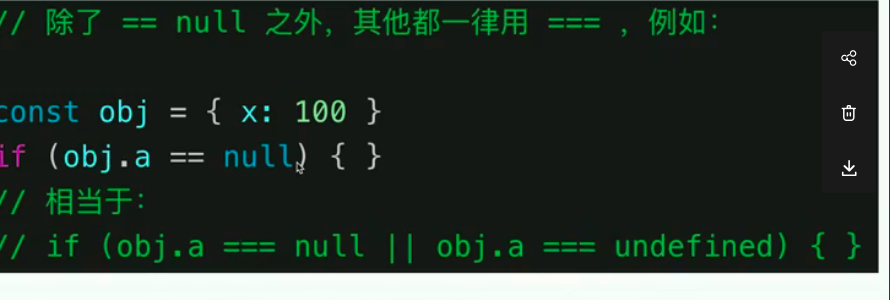 // 除了 == null 之外，其他都一律用 === ，例如：
const obj = { x: 100 }
if (obj.a == null) { }
// 相当于：
// if (obj.a === null || obj.a === undefined) { }